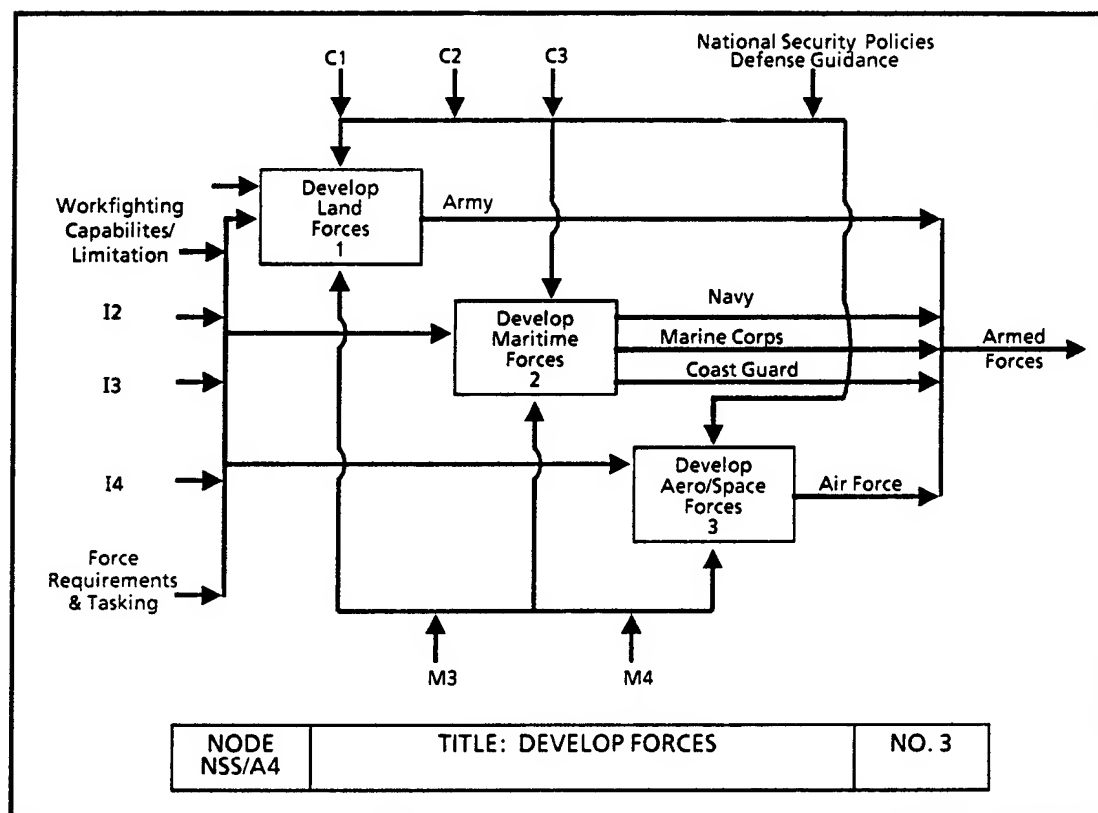 C1
C2
C3
National Security Policies
Defense Guidance
Develop
Land
Forces
1
Army
Workfighting
Capabilites/
Limitation
I2
I3
I4
Force
Requirements
& Tasking
Develop
Maritime
Forces
2
Navy
Marine Corps
Coast Guard
Armed
Forces
Develop
Aero/Space
Forces
3
Air Force
M3
M4
NODE
NSS/A4
TITLE: DEVELOP FORCES
NO. 3